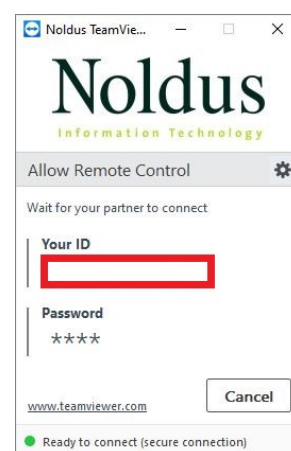 Noldus TeamVie...
Noldus
Information Technology
Allow Remote Control
Wait for your partner to connect
Your ID
Password
****
Cancel
www.teamviewer.com
Ready to connect (secure connection)